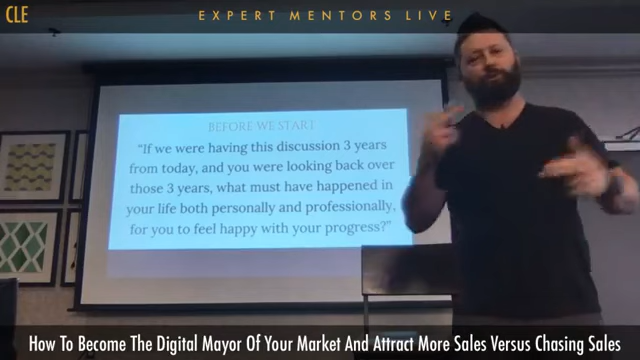 CLE
EXPERT MENTORS LIVE
BEFORE WE START
"If we were having this discussion 3 years
from today, and you were looking back over
those 3 years, what must have happened in
your life both personally and professionally,
for you to feel happy with your progress?"
How To Become The Digital Mayor Of Your Market And Attract More Sales Versus Chasing Sales